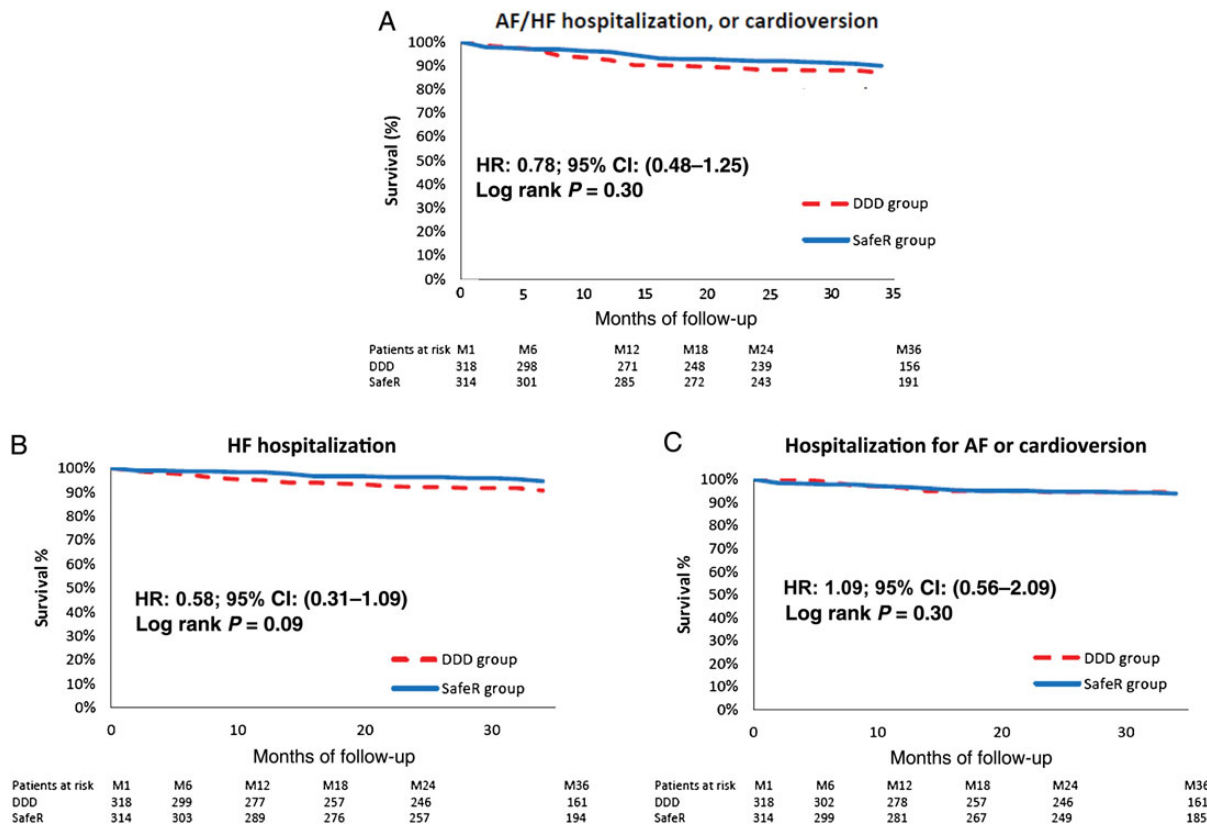 A
AF/HF hospitalization, or cardioversion
100%
90%
80%
70%
60%
50%
40%
30%
20%
10%
0%
Survival (%)
HR: 0.78; 95% CI: (0.48–1.25)
Log rank P = 0.30
DDD group
SafeR group
0 5 10 15 20 25 30 35
Months of follow-up
Patients at risk M1 M6 M12 M18 M24 M36
DDD 318 298 271 248 239 156
SafeR 314 301 285 272 243 191
B
HF hospitalization
100%
90%
80%
70%
60%
50%
40%
30%
20%
10%
0%
Survival %
HR: 0.58; 95% CI: (0.31–1.09)
Log rank P = 0.09
DDD group
SafeR group
0 10 20 30
Months of follow-up
Patients at risk M1 M6 M12 M18 M24 M36
DDD 318 299 277 257 246 161
SafeR 314 303 289 276 257 194
C
Hospitalization for AF or cardioversion
100%
90%
80%
70%
60%
50%
40%
30%
20%
10%
0%
Survival %
HR: 1.09; 95% CI: (0.56–2.09)
Log rank P = 0.30
DDD group
SafeR group
0 10 20 30
Months of follow-up
Patients at risk M1 M6 M12 M18 M24 M36
DDD 318 302 278 257 246 161
SafeR 314 299 281 267 249 185